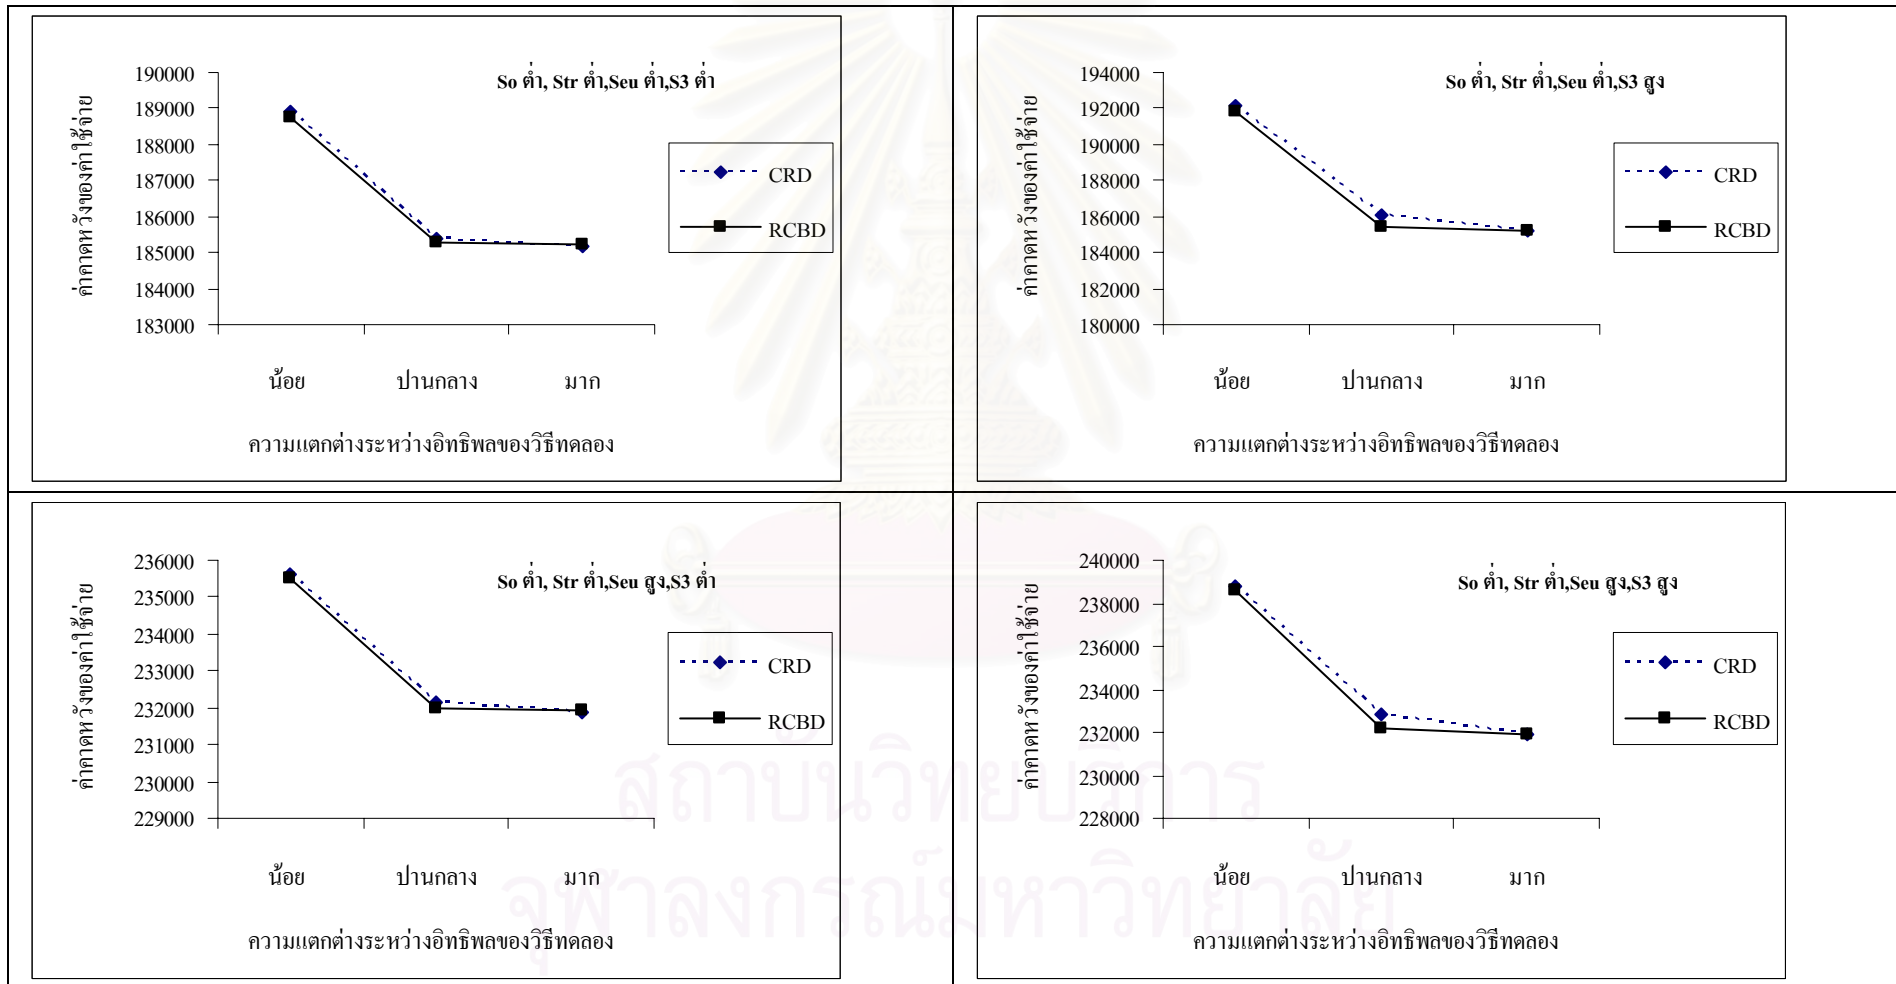 So ต่ำ, Str ต่ำ,Seu ต่ำ,S3 ต่ำ
ค่าคาดหวังของค่าใช้จ่าย
190000
189000
188000
187000
186000
185000
184000
183000
CRD
RCBD
น้อย ปานกลาง มาก
ความแตกต่างระหว่างอิทธิพลของวิธีทดลอง
So ต่ำ, Str ต่ำ,Seu ต่ำ,S3 สูง
ค่าคาดหวังของค่าใช้จ่าย
194000
192000
190000
188000
186000
184000
182000
180000
CRD
RCBD
น้อย ปานกลาง มาก
ความแตกต่างระหว่างอิทธิพลของวิธีทดลอง
So ต่ำ, Str ต่ำ,Seu สูง,S3 ต่ำ
ค่าคาดหวังของค่าใช้จ่าย
236000
235000
234000
233000
232000
231000
230000
229000
CRD
RCBD
น้อย ปานกลาง มาก
ความแตกต่างระหว่างอิทธิพลของวิธีทดลอง
So ต่ำ, Str ต่ำ,Seu สูง,S3 สูง
ค่าคาดหวังของค่าใช้จ่าย
240000
238000
236000
234000
232000
230000
228000
CRD
RCBD
น้อย ปานกลาง มาก
ความแตกต่างระหว่างอิทธิพลของวิธีทดลอง
สถาบันวิทยบริการ
จุฬาลงกรณ์มหาวิทยาลัย